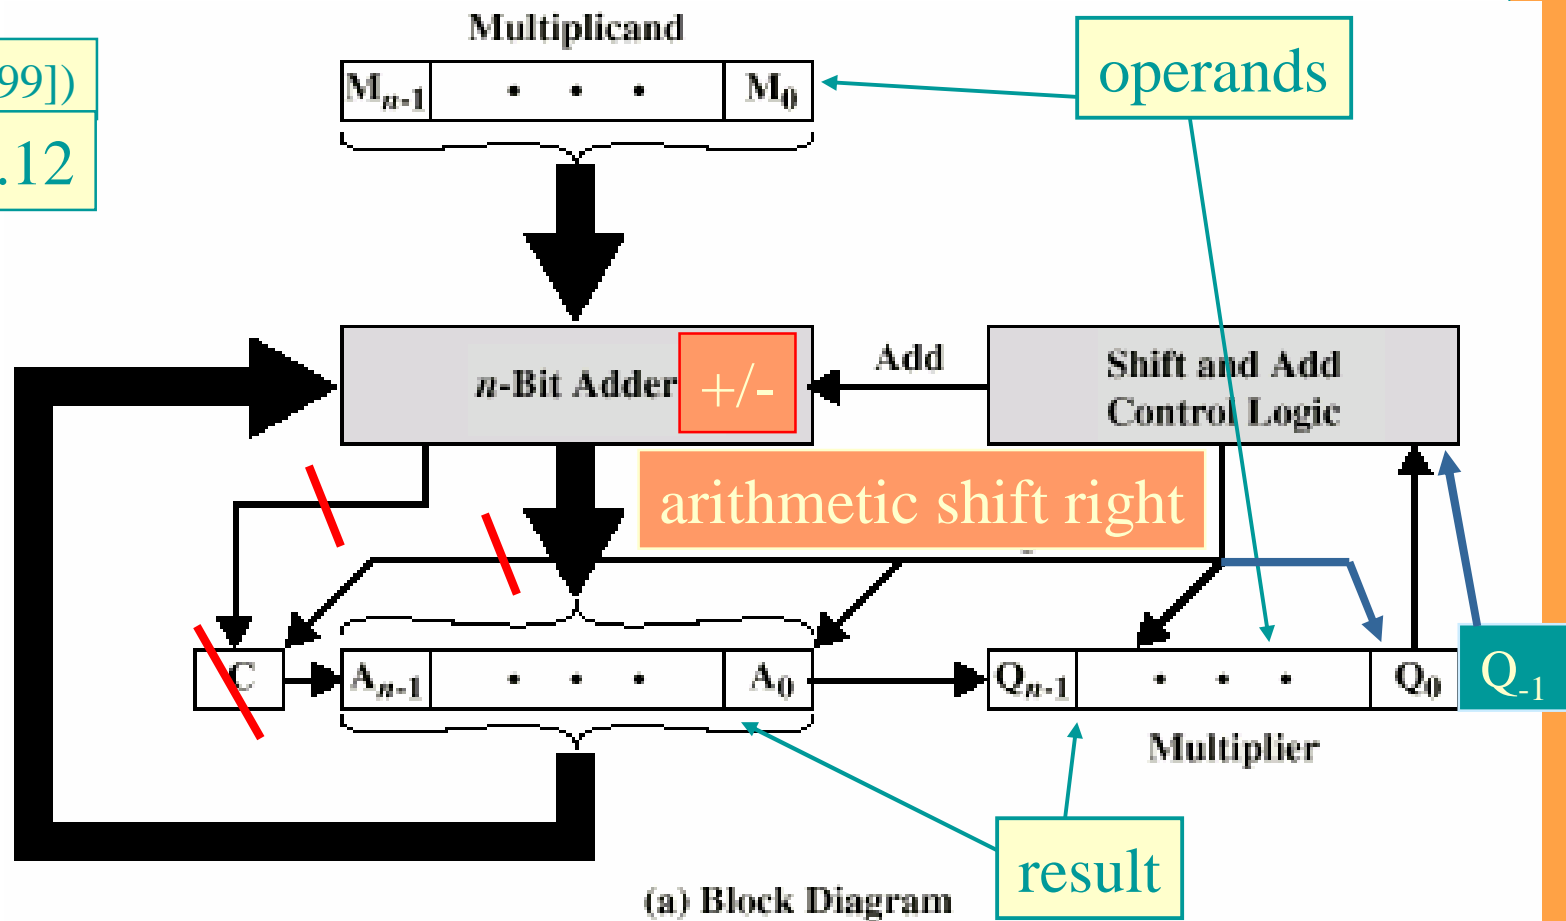 Multiplicand
99])
.12
Mn-1 • • • M0
operands
n-Bit Adder
+/-
Add
Shift and Add
Control Logic
arithmetic shift right
C
An-1 • • • A0
Qn-1 • • • Q0
Q-1
Multiplier
result
(a) Block Diagram